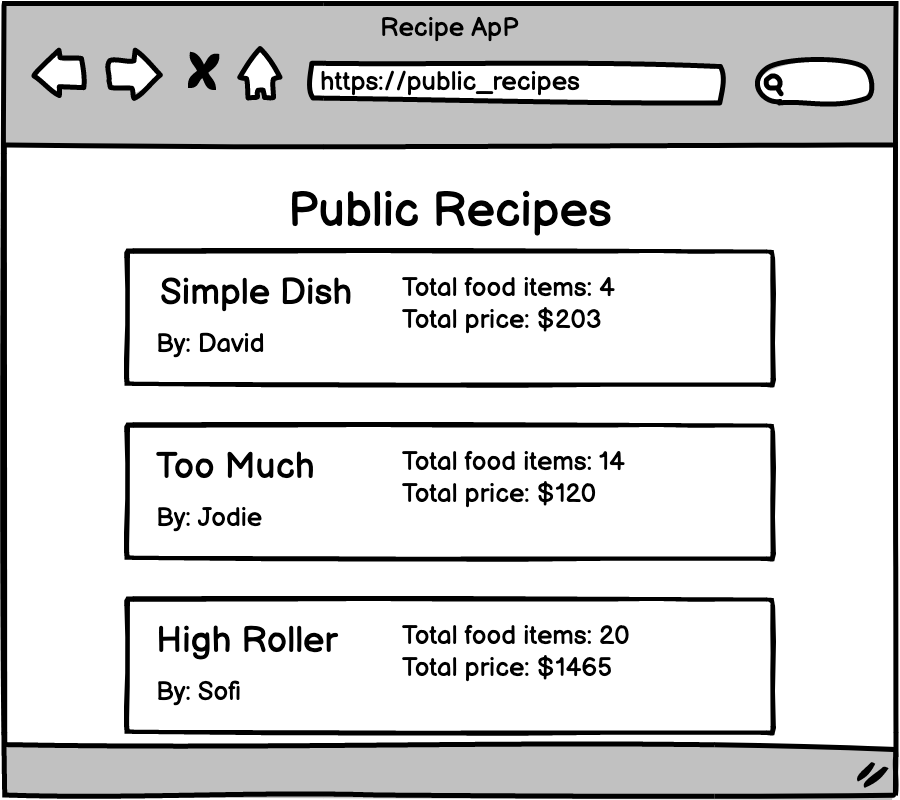 Recipe ApP
https://public_recipes
Public Recipes
Simple Dish
By: David
Total food items: 4
Total price: $203
Too Much
By: Jodie
Total food items: 14
Total price: $120
High Roller
By: Sofi
Total food items: 20
Total price: $1465